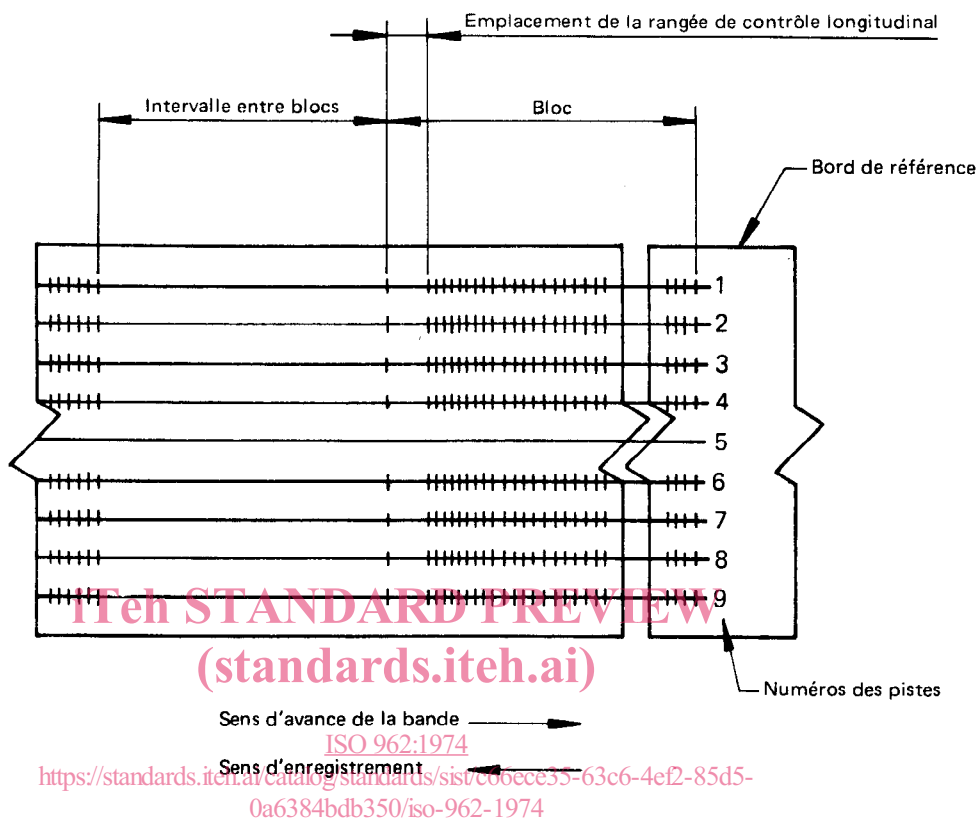 Emplacement de la rangée de contrôle longitudinal
Intervalle entre blocs
Bloc
Bord de référence
1
2
3
4
5
6
7
8
9
iTeh STANDARD PREVIEW
(standards.iteh.ai)
Numéros des pistes
Sens d'avance de la bande
ISO 962:1974
Sens d'enregistrement
https://standards.iteh.ai/catalog/standards/sist/c66ece35-63c6-4ef2-85d5-
0a6384bdb350/iso-962-1974